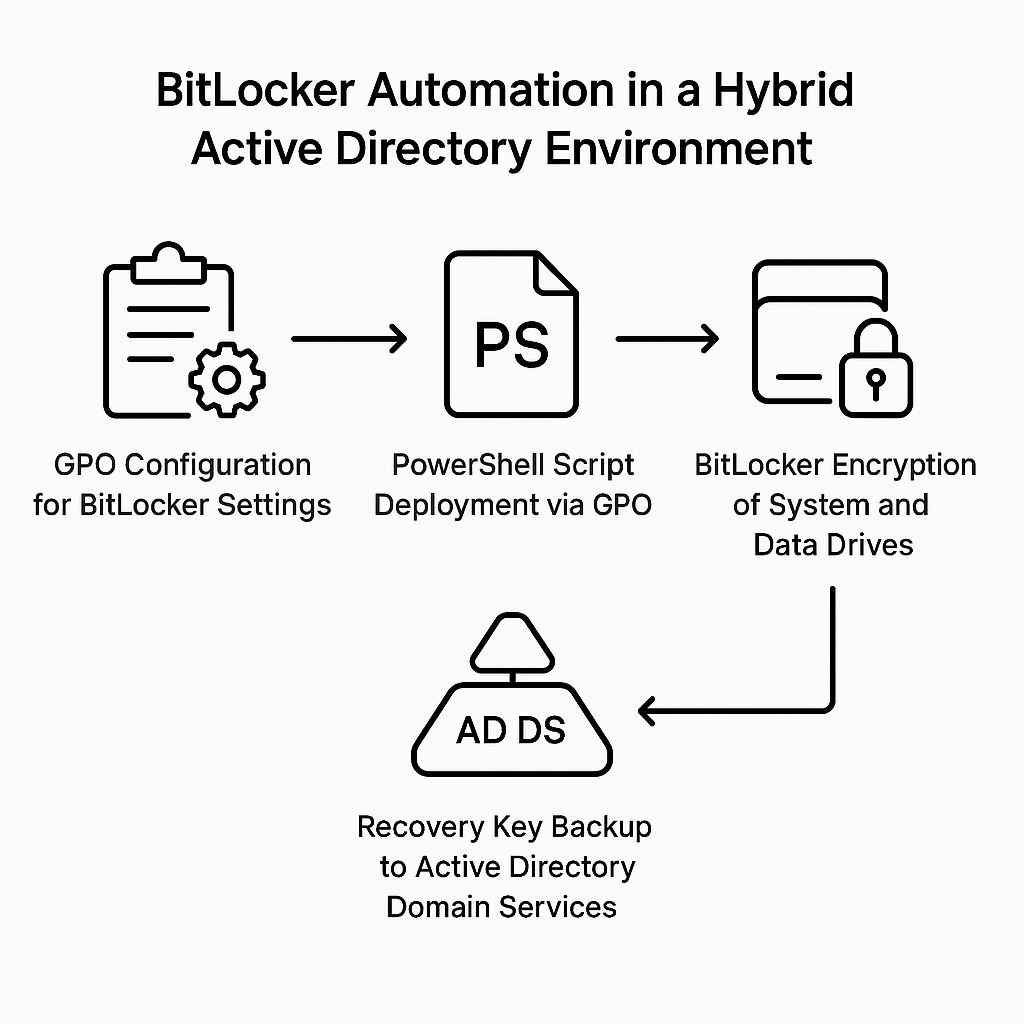 BitLocker Automation in a Hybrid
Active Directory Environment
PS
GPO Configuration
for BitLocker Settings
PowerShell Script
Deployment via GPO
BitLocker Encryption
of System and
Data Drives
AD DS
Recovery Key Backup
to Active Directory
Domain Services